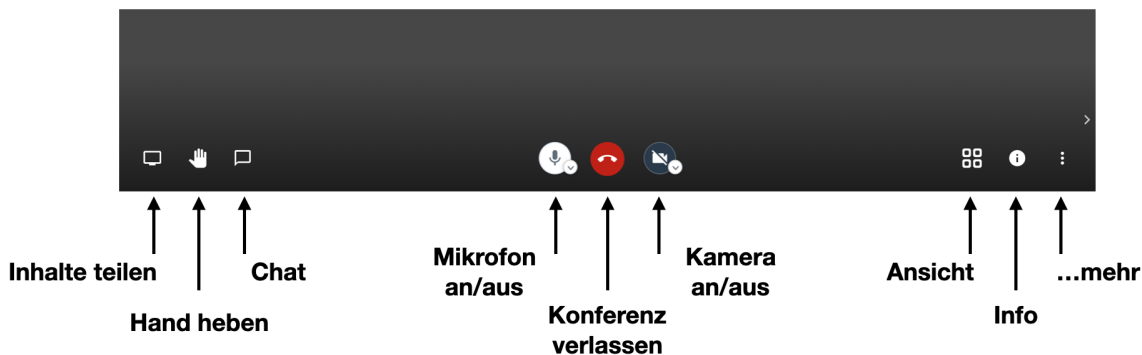 Inhalte teilen
Hand heben
Chat
Mikrofon
an/aus
Konferenz
verlassen
Kamera
an/aus
Ansicht
Info
...mehr